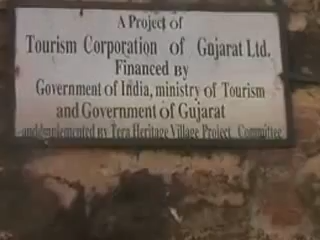 A Project of
Tourism Corporation of Gujarat Ltd.
Financed By
Government of India, ministry of Tourism
and Government of Gujarat
and Implemented By Tera Heritage Village Project Committee